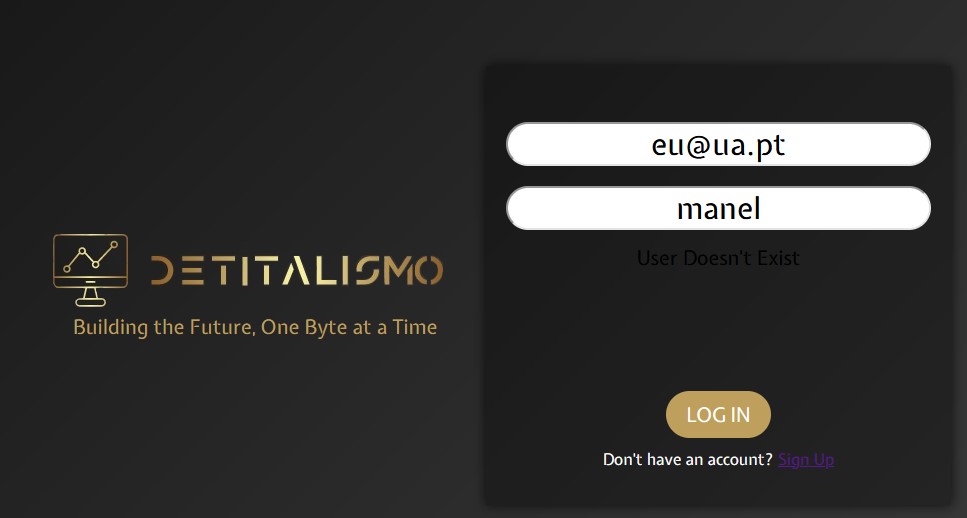 DETITALISMO
Building the Future, One Byte at a Time
eu@ua.pt
manel
User Doesn't Exist
LOG IN
Don't have an account? Sign Up